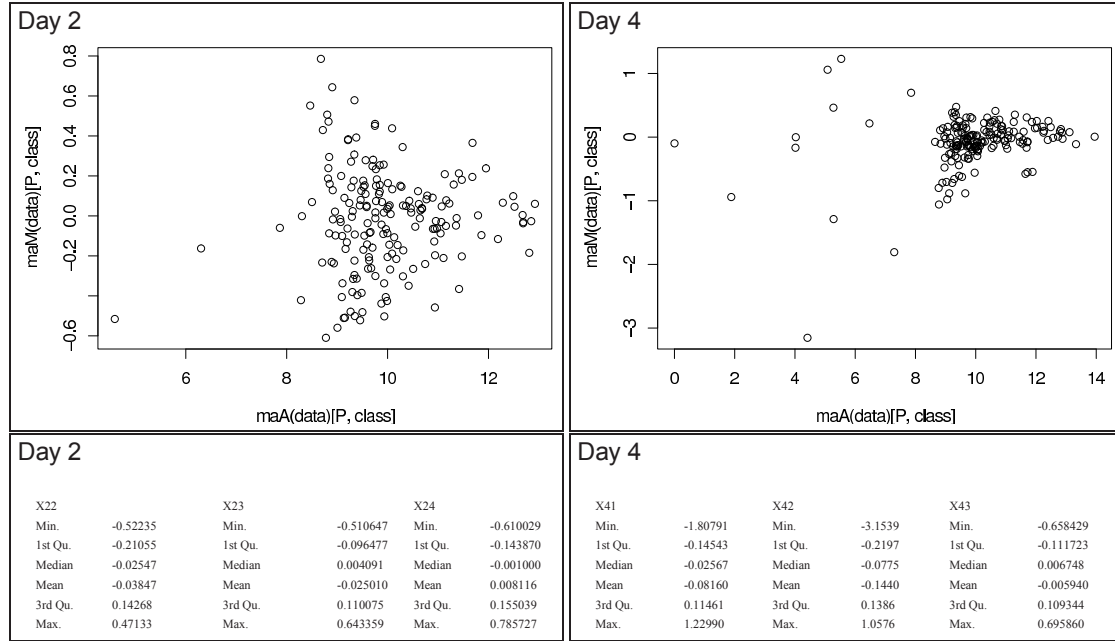 Day 2
0.8
0.6
0.4
0.2
0.0
-0.2
-0.6
maM(data)[P, class]
6
8
10
12
maA(data)[P, class]
Day 4
1
0
-1
-2
-3
maM(data)[P, class]
0
2
4
6
8
10
12
14
maA(data)[P, class]
Day 2
X22 X23 X24
Min. -0.52235 Min. -0.510647 Min. -0.610029
1st Qu. -0.21055 1st Qu. -0.096477 1st Qu. -0.143870
Median -0.02547 Median 0.004091 Median -0.001000
Mean -0.03847 Mean -0.025010 Mean 0.008116
3rd Qu. 0.14268 3rd Qu. 0.110075 3rd Qu. 0.155039
Max. 0.47133 Max. 0.643359 Max. 0.785727
Day 4
X41 X42 X43
Min. -1.80791 Min. -3.1539 Min. -0.658429
1st Qu. -0.14543 1st Qu. -0.2197 1st Qu. -0.111723
Median -0.02567 Median -0.0775 Median 0.006748
Mean -0.08160 Mean -0.1440 Mean -0.005940
3rd Qu. 0.11461 3rd Qu. 0.1386 3rd Qu. 0.109344
Max. 1.22990 Max. 1.0576 Max. 0.695860